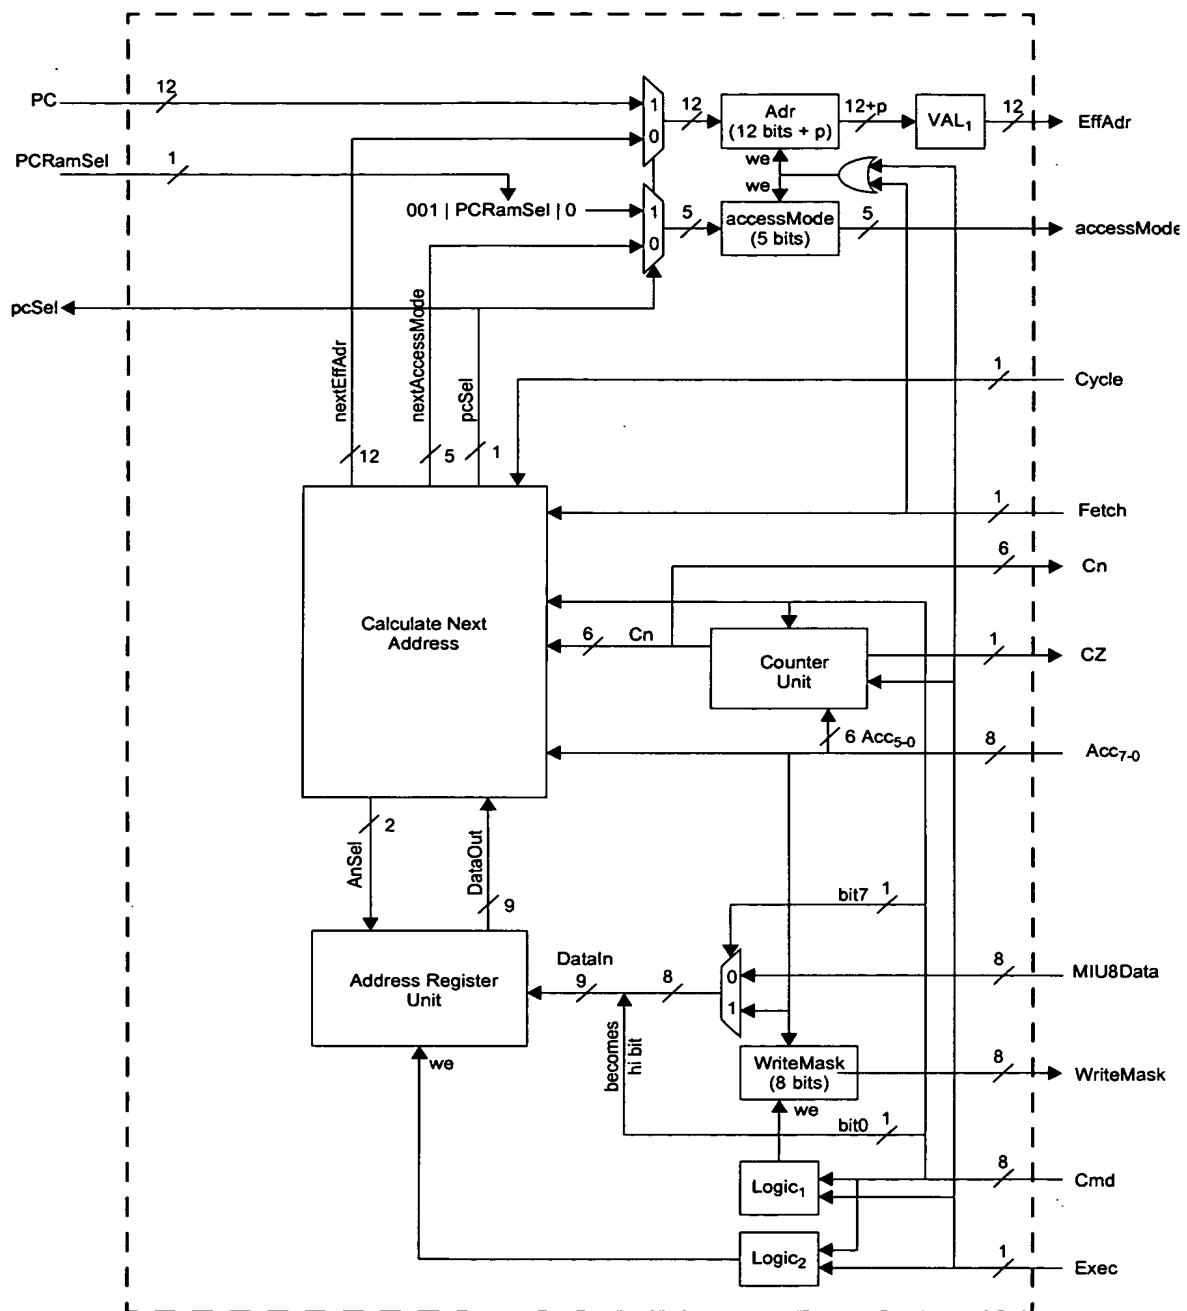 PC
12
1
0
12
Adr
(12 bits + p)
12+p
VAL₁
12
EffAdr
PCRamSel
1
we
we
001 | PCRamSel | 0
1
0
5
accessMode
(5 bits)
5
accessMode
pcSel
nextEffAdr
nextAccessMode
pcSel
1
Cycle
12
5
1
1
Fetch
6
Cn
Calculate Next
Address
6
Cn
Counter
Unit
1
CZ
6 Acc₅₋₀
8
Acc₇₋₀
2
AnSel
DataOut
9
bit7
1
Address Register
Unit
DataIn
9
8
0
1
8
MIU8Data
becomes
hi bit
we
WriteMask
(8 bits)
8
WriteMask
we
bit0
1
Logic₁
8
Cmd
Logic₂
1
Exec